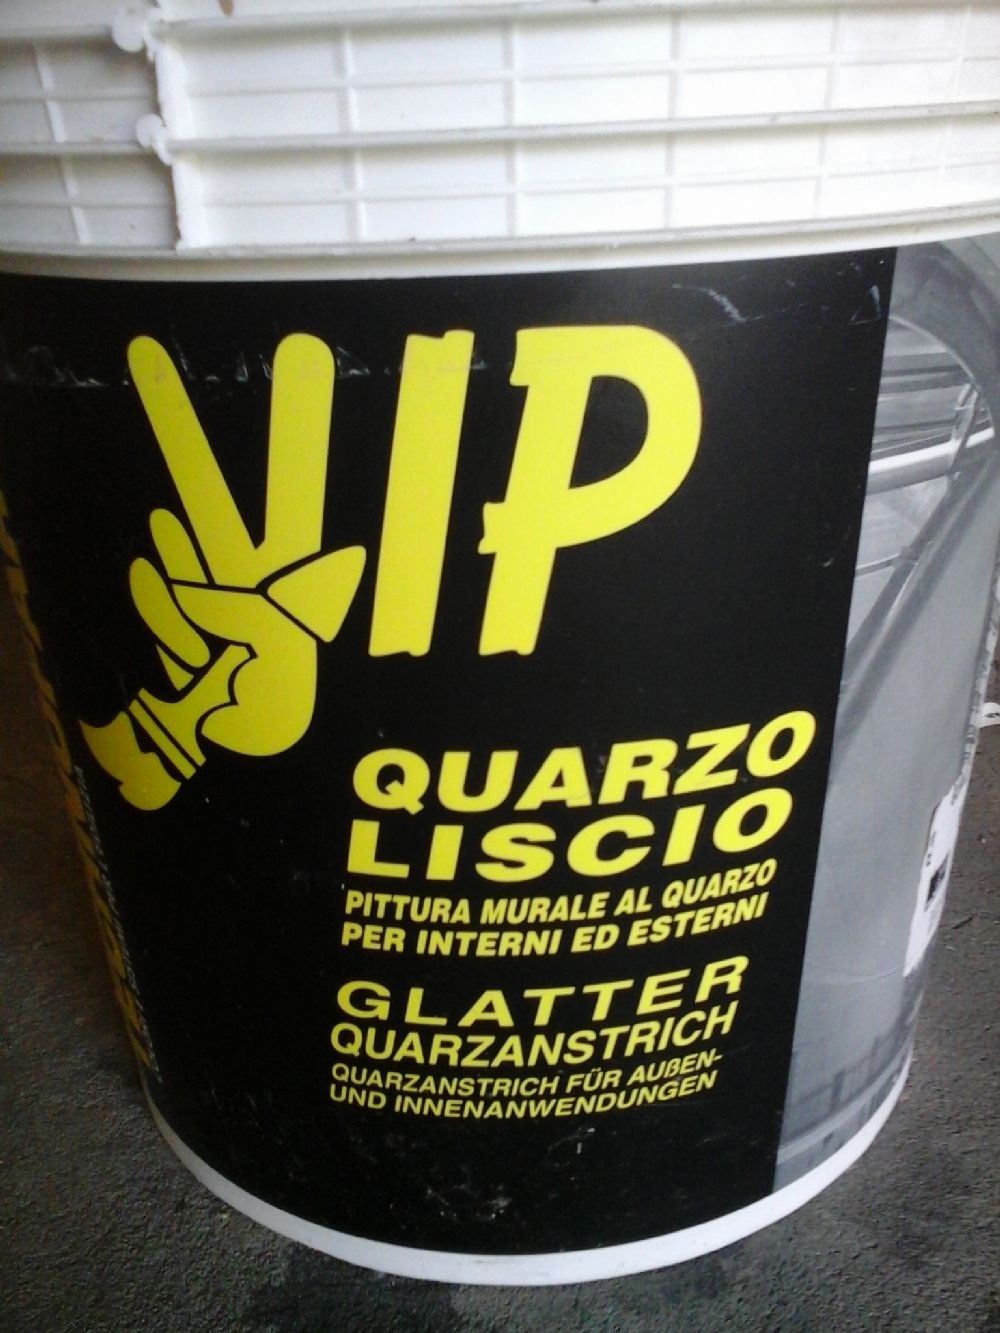 VIP
QUARZO
LISCIO
PITTURA MURALE AL QUARZO
PER INTERNI ED ESTERNI
GLATTER
QUARZANSTRICH
QUARZANSTRICH FÜR AUßEN-
UND INNENANWENDUNGEN